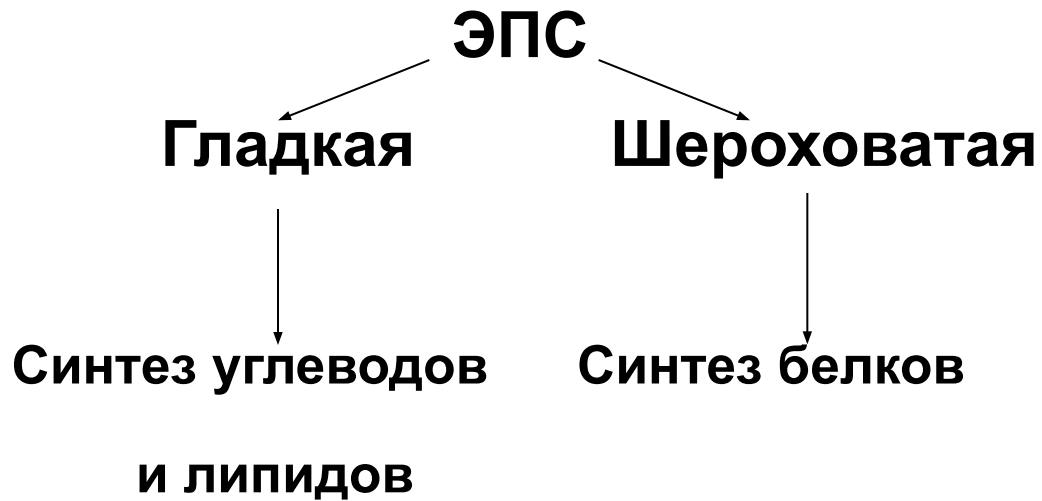 ЭПС
Гладкая
Шероховатая
Синтез углеводов
и липидов
Синтез белков